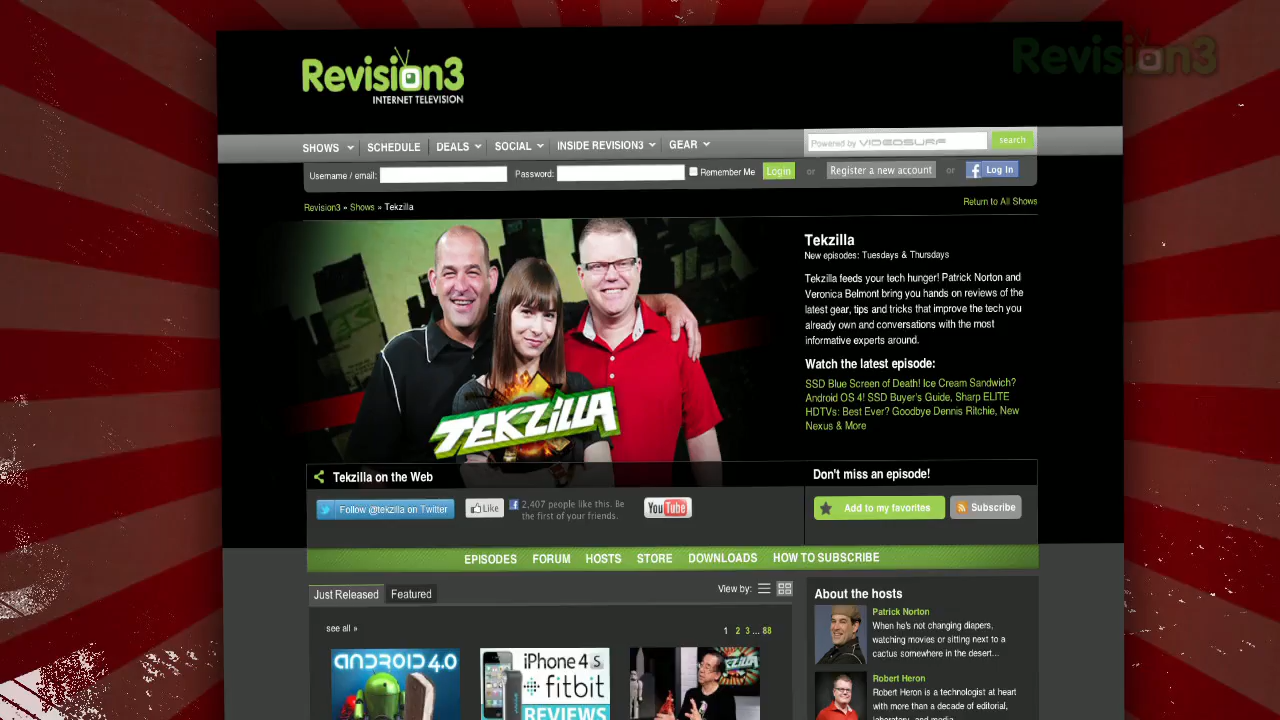 Revision3
INTERNET TELEVISION
Revision3
SHOWS
SCHEDULE
DEALS
SOCIAL
INSIDE REVISION3
GEAR
Powered by VIDEOSURF
search
Username / email:
Password:
Remember Me
Login
or
Register a new account
or
f Log In
Revision3 » Shows » Tekzilla
Return to All Shows
TEKZILLA
Tekzilla
New episodes: Tuesdays & Thursdays
Tekzilla feeds your tech hunger! Patrick Norton and
Veronica Belmont bring you hands on reviews of the
latest gear, tips and tricks that improve the tech you
already own and conversations with the most
informative experts around.
Watch the latest episode:
SSD Blue Screen of Death! Ice Cream Sandwich?
Android OS 4! SSD Buyer's Guide, Sharp ELITE
HDTVs: Best Ever? Goodbye Dennis Ritchie, New
Nexus & More
Tekzilla on the Web
Follow @tekzilla on Twitter
Like
f 2,407 people like this. Be
the first of your friends.
YouTube
Don't miss an episode!
Add to my favorites
Subscribe
EPISODES
FORUM
HOSTS
STORE
DOWNLOADS
HOW TO SUBSCRIBE
Just Released
Featured
View by:
see all »
1 2 3 ... 88
ANDROID 4.0
iPhone 4S
fitbit
REVIEWS
TEKZILLA
About the hosts
Patrick Norton
When he's not changing diapers,
watching movies or sitting next to a
cactus somewhere in the desert...
Robert Heron
Robert Heron is a technologist at heart
with more than a decade of editorial,
laboratory, and media